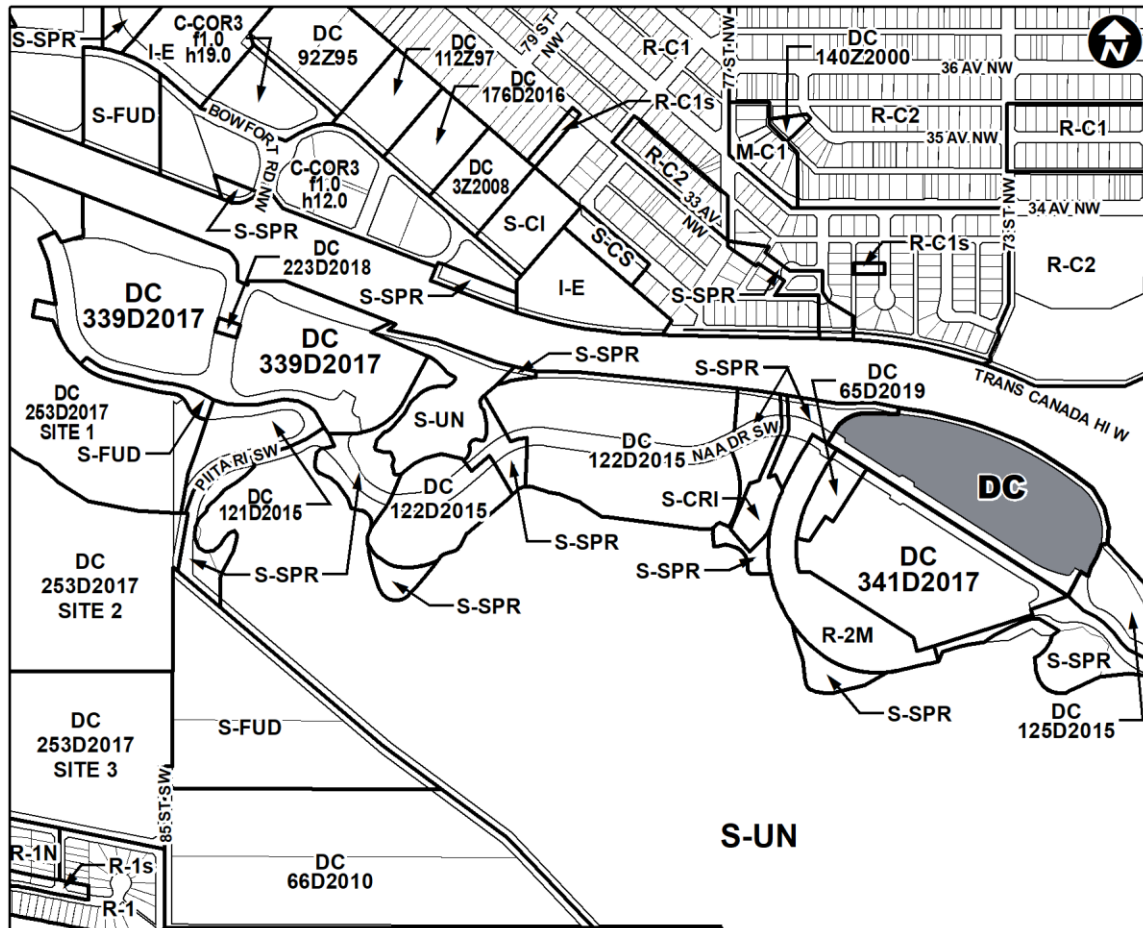 S-SPR
C-COR3
f1.0
h19.0
I-E
DC
92Z95
DC
112Z97
79 ST
NW
R-C1
77 ST NW
DC
140Z2000
36 AV NW
N
S-FUD
BOWFORT RD NW
DC
176D2016
R-C1s
R-C2
35 AV NW
R-C1
M-C1
C-COR3
f1.0
h12.0
DC
3Z2008
R-C2
33 AV
NW
73 ST NW
34 AV NW
S-SPR
S-CI
S-CS
R-C1s
R-C2
DC
223D2018
S-SPR
I-E
S-SPR
DC
339D2017
DC
339D2017
S-SPR
S-SPR
DC
65D2019
TRANS CANADA HI W
DC
253D2017
SITE 1
S-FUD
S-UN
PIITA RI SW
DC
122D2015
NAA DR SW
DC
DC
121D2015
DC
122D2015
S-CRI
S-SPR
S-SPR
DC
253D2017
SITE 2
S-SPR
S-SPR
DC
341D2017
R-2M
S-SPR
S-SPR
DC
125D2015
DC
253D2017
SITE 3
S-FUD
85 ST SW
S-UN
R-1N
R-1s
R-1
DC
66D2010